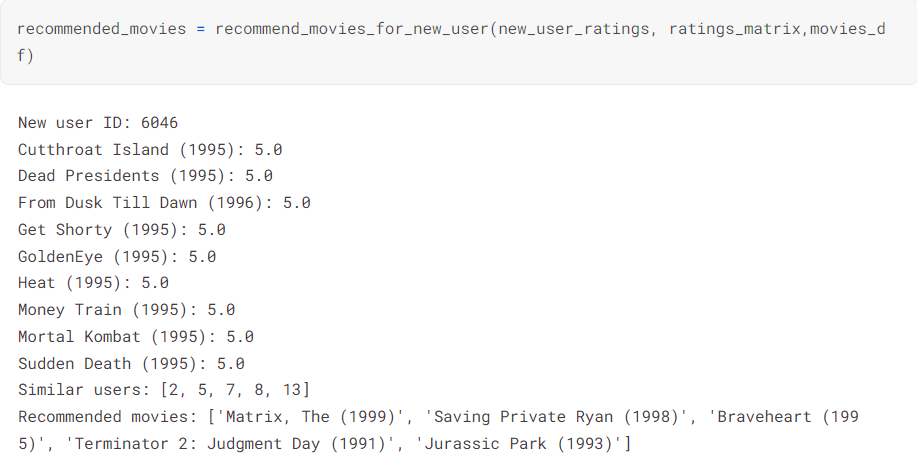 recommended_movies = recommend_movies_for_new_user(new_user_ratings, ratings_matrix,movies_d
f)
New user ID: 6046
Cutthroat Island (1995): 5.0
Dead Presidents (1995): 5.0
From Dusk Till Dawn (1996): 5.0
Get Shorty (1995): 5.0
GoldenEye (1995): 5.0
Heat (1995): 5.0
Money Train (1995): 5.0
Mortal Kombat (1995): 5.0
Sudden Death (1995): 5.0
Similar users: [2, 5, 7, 8, 13]
Recommended movies: ['Matrix, The (1999)', 'Saving Private Ryan (1998)', 'Braveheart (199
5)', 'Terminator 2: Judgment Day (1991)', 'Jurassic Park (1993)']